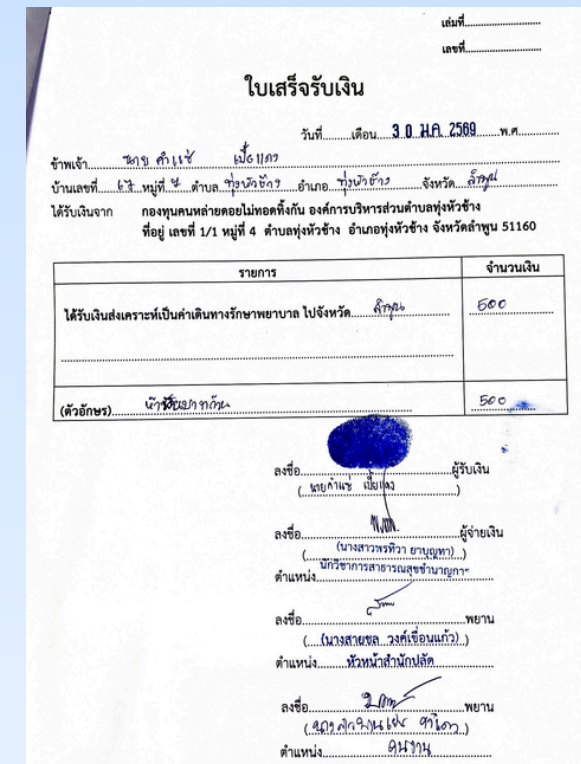 เล่มที่
เลขที่
ใบเสร็จรับเงิน
วันที่ เดือน 30 ม.ค. 2569 พ.ศ.
ข้าพเจ้า นาย คำแช่
บ้านเลขที่ 67 หมู่ที่ ตำบล ทุ่งหัวช้าง อำเภอ ทุ่งหัวช้าง จังหวัด ลำพูน
ได้รับเงินจาก กองทุนคนหล่ายดอยไม่ทอดทิ้งกัน องค์การบริหารส่วนตำบลทุ่งหัวช้าง
ที่อยู่ เลขที่ 1/1 หมู่ที่ 4 ตำบลทุ่งหัวช้าง อำเภอทุ่งหัวช้าง จังหวัดลำพูน 51160
รายการ จำนวนเงิน
ได้รับเงินส่งเคราะห์เป็นค่าเดินทางรักษาพยาบาล ไปจังหวัด ลำพูน 500
(ตัวอักษร) ห้าร้อยบาทถ้วน 500
ลงชื่อ ผู้รับเงิน
( นายคำแช่ )
ลงชื่อ ผู้จ่ายเงิน
(นางสาวพรทิวา ยาบุญทา)
ตำแหน่ง นักวิชาการสาธารณสุขชำนาญกา
ลงชื่อ พยาน
(นางสายชล วงค์เขื่อนแก้ว)
ตำแหน่ง หัวหน้าสำนักปลัด
ลงชื่อ พยาน
ตำแหน่ง คนงาน